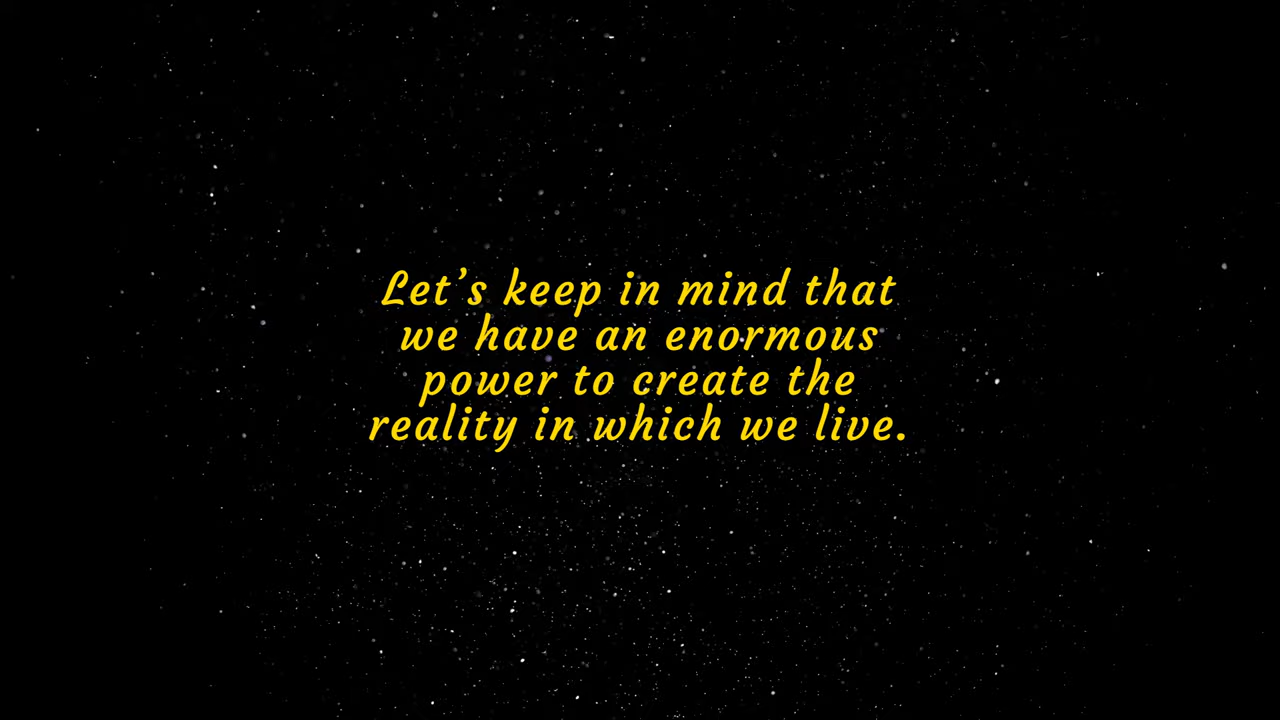 Let’s keep in mind that
we have an enormous
power to create the
reality in which we live.